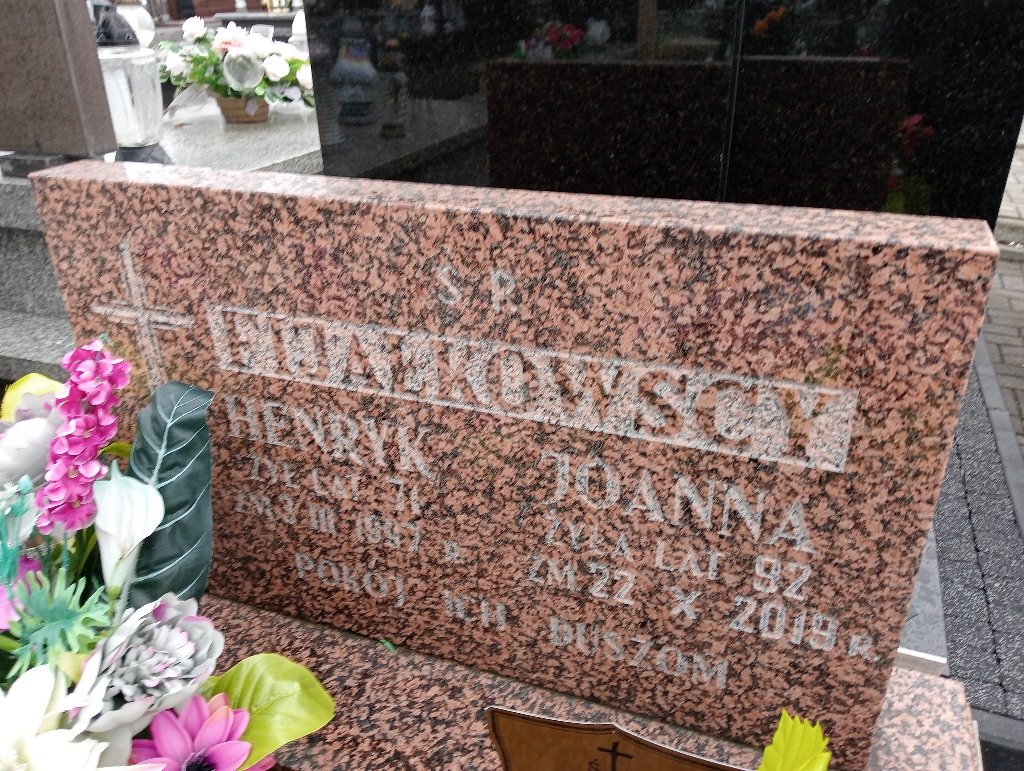 Ś. P.
HENRYK
ŻYŁ LAT 71
ZM.3 III 1997 R.
JOANNA
ŻYŁA LAT 92
ZM.22 X 2019 R.
POKÓJ ICH DUSZOM